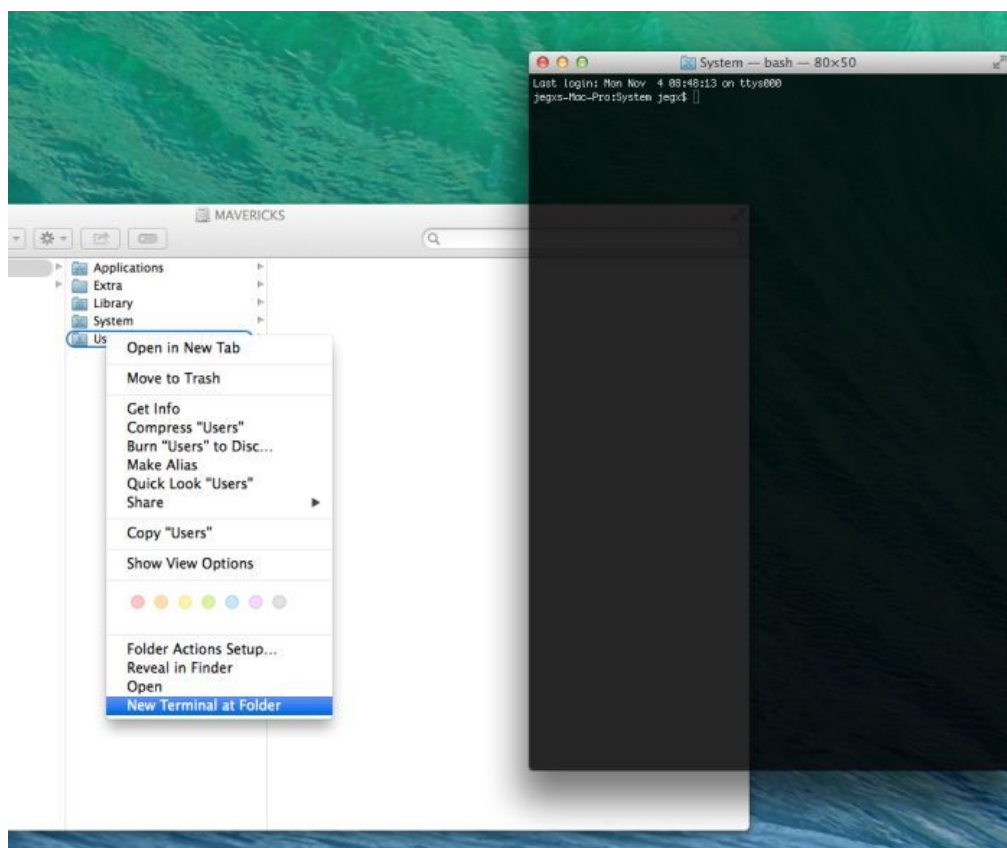 System — bash — 80×50
Last login: Mon Nov  4 08:48:13 on ttys000
jegxs-Mac-Pro:System jegx$
MAVERICKS
Applications
Extra
Library
System
Us
Open in New Tab
Move to Trash
Get Info
Compress "Users"
Burn "Users" to Disc...
Make Alias
Quick Look "Users"
Share
Copy "Users"
Show View Options
Folder Actions Setup...
Reveal in Finder
Open
New Terminal at Folder